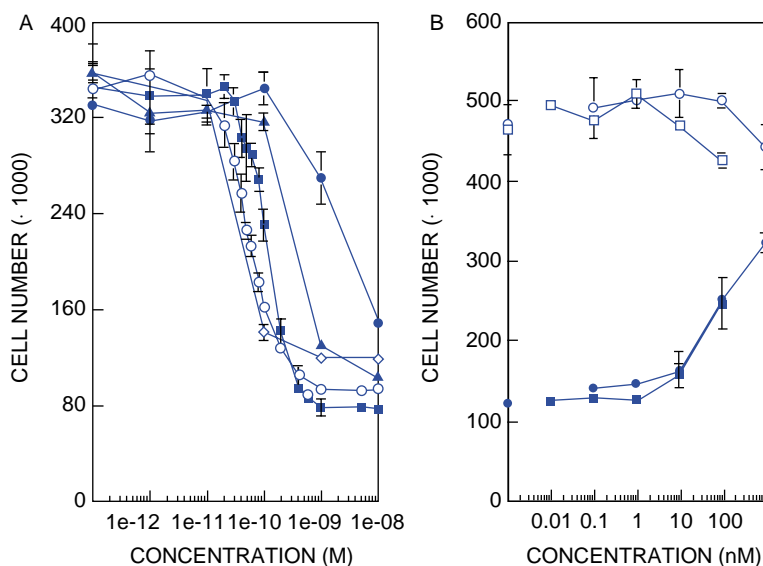 A
400
320
240
160
80
0
CELL NUMBER (· 1000)
1e-12 1e-11 1e-10 1e-09 1e-08
CONCENTRATION (M)
B
600
500
400
300
200
100
0
CELL NUMBER (· 1000)
0.01 0.1 1 10 100
CONCENTRATION (nM)